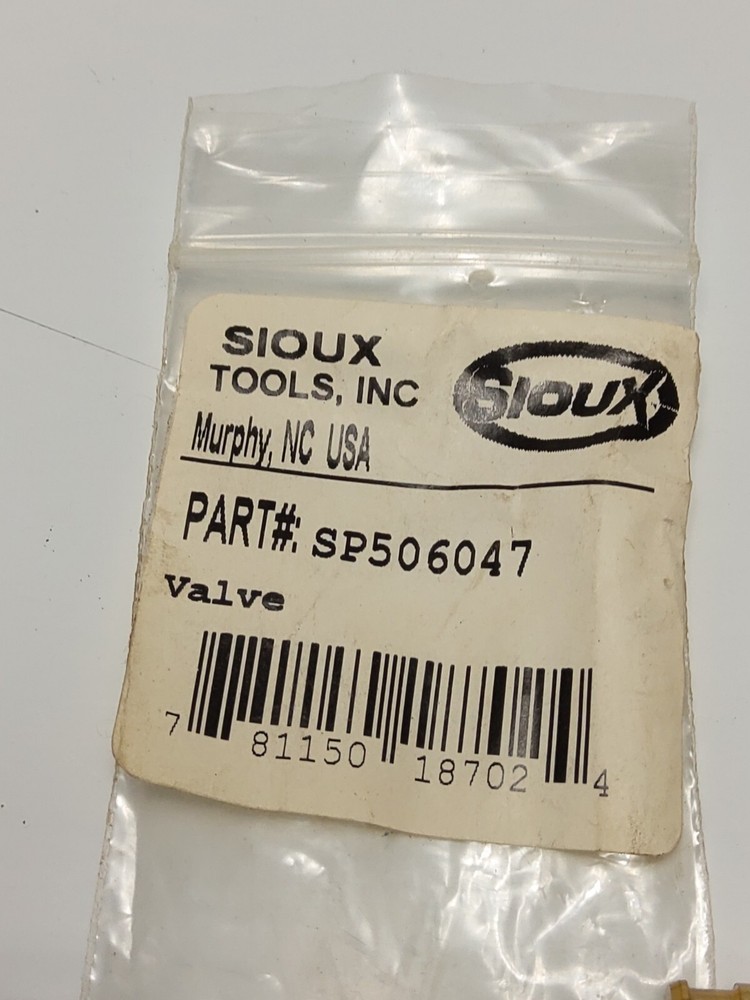 SIOUX
TOOLS, INC
SIOUX
Murphy, NC USA
PART#: SP506047
Valve
7 81150 18702 4